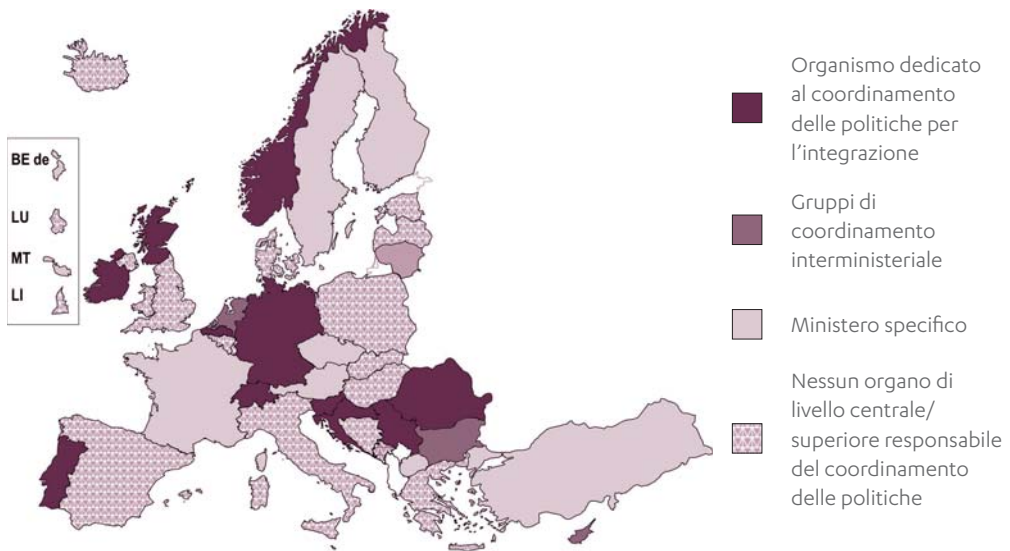 BE de
LU
MT
LI
Organismo dedicato
al coordinamento
delle politiche per
l'integrazione
Gruppi di
coordinamento
interministeriale
Ministero specifico
Nessun organo di
livello centrale/
superiore responsabile
del coordinamento
delle politiche